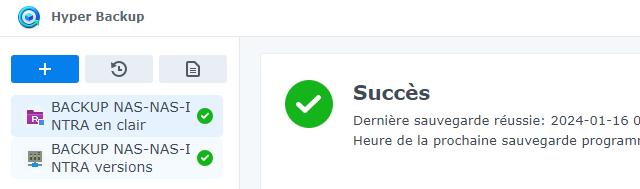 Hyper Backup
BACKUP NAS-NAS-I
NTRA en clair
BACKUP NAS-NAS-I
NTRA versions
Succès
Dernière sauvegarde réussie: 2024-01-16 0
Heure de la prochaine sauvegarde program